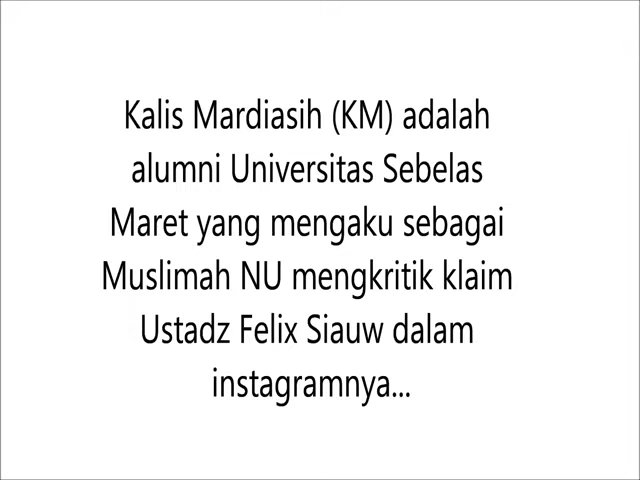 Kalis Mardiasih (KM) adalah
alumni Universitas Sebelas
Maret yang mengaku sebagai
Muslimah NU mengkritik klaim
Ustadz Felix Siauw dalam
instagramnya...